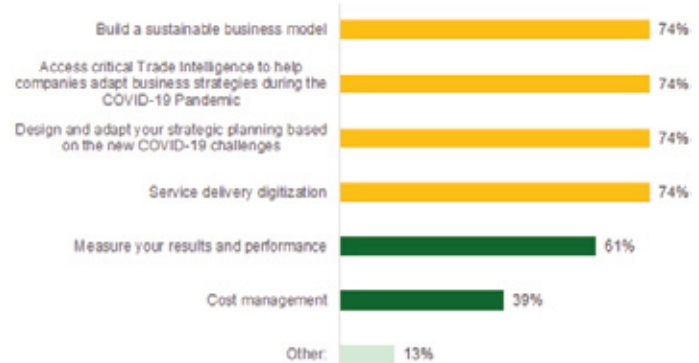 Build a sustainable business model
74%
Access critical Trade Intelligence to help
companies adapt business strategies during the
COVID-19 Pandemic
74%
Design and adapt your strategic planning based
on the new COVID-19 challenges
74%
Service delivery digitization
74%
Measure your results and performance
61%
Cost management
39%
Other:
13%